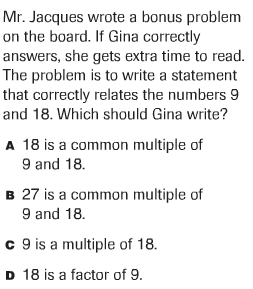 Mr. Jacques wrote a bonus problem
on the board. If Gina correctly
answers, she gets extra time to read.
The problem is to write a statement
that correctly relates the numbers 9
and 18. Which should Gina write?
A 18 is a common multiple of
9 and 18.
B 27 is a common multiple of
9 and 18.
C 9 is a multiple of 18.
D 18 is a factor of 9.